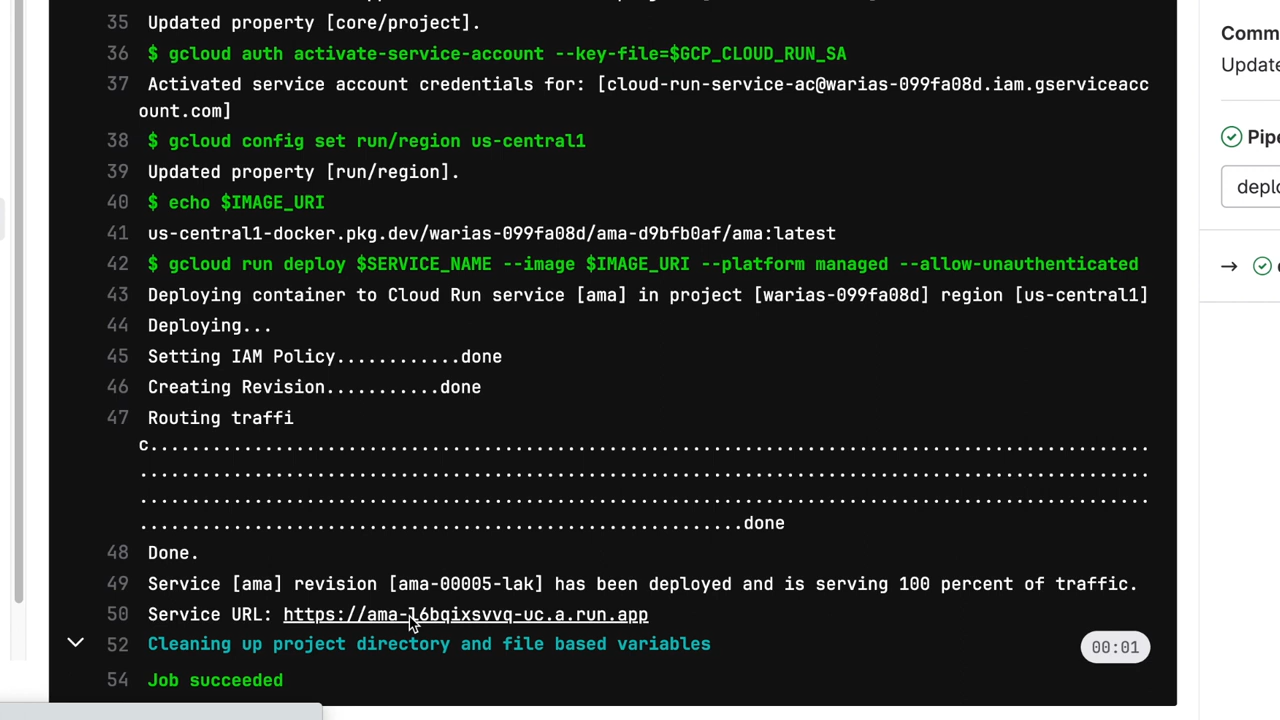 35 Updated property [core/project].
36 $ gcloud auth activate-service-account --key-file=$GCP_CLOUD_RUN_SA
37 Activated service account credentials for: [cloud-run-service-ac@warias-099fa08d.iam.gserviceacc
ount.com]
38 $ gcloud config set run/region us-central1
39 Updated property [run/region].
40 $ echo $IMAGE_URI
41 us-central1-docker.pkg.dev/warias-099fa08d/ama-d9bfb0af/ama:latest
42 $ gcloud run deploy $SERVICE_NAME --image $IMAGE_URI --platform managed --allow-unauthenticated
43 Deploying container to Cloud Run service [ama] in project [warias-099fa08d] region [us-central1]
44 Deploying...
45 Setting IAM Policy............done
46 Creating Revision...........done
47 Routing traffi
c................................................................................................
.................................................................................................
.................................................................................................
..........................................................done
48 Done.
49 Service [ama] revision [ama-00005-lak] has been deployed and is serving 100 percent of traffic.
50 Service URL: https://ama-l6bqixsvvq-uc.a.run.app
52 Cleaning up project directory and file based variables
00:01
54 Job succeeded
Comm
Update
Pipe
deplo